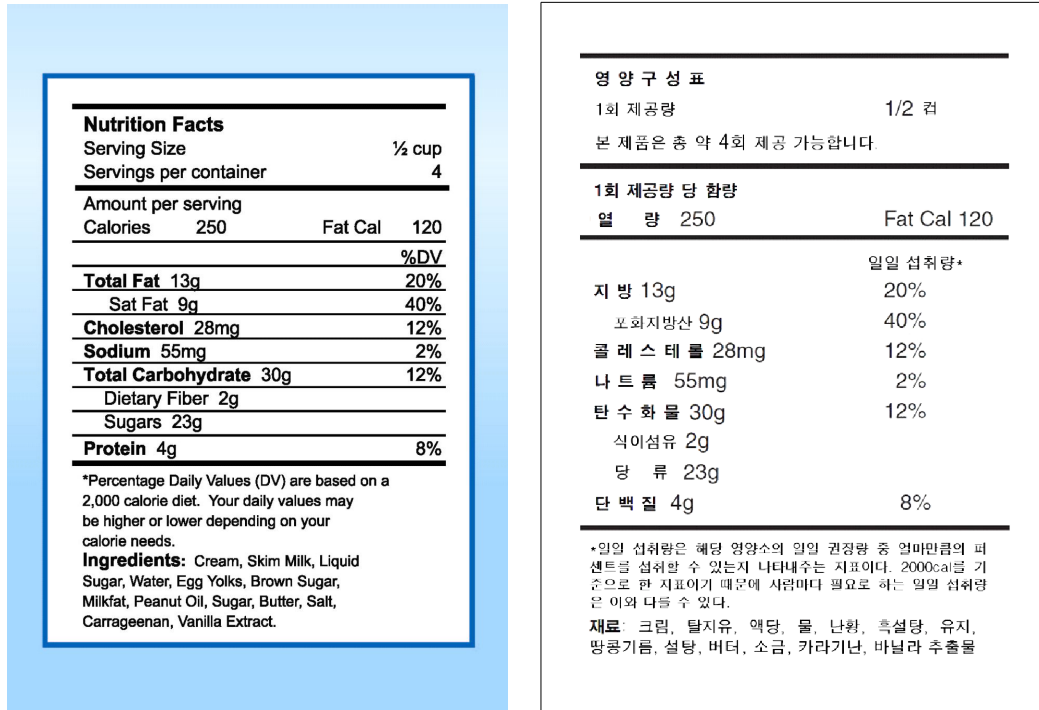 Nutrition Facts
Serving Size ½ cup
Servings per container 4
Amount per serving
Calories 250 Fat Cal 120
%DV
Total Fat 13g 20%
Sat Fat 9g 40%
Cholesterol 28mg 12%
Sodium 55mg 2%
Total Carbohydrate 30g 12%
Dietary Fiber 2g
Sugars 23g
Protein 4g 8%
*Percentage Daily Values (DV) are based on a
2,000 calorie diet. Your daily values may
be higher or lower depending on your
calorie needs.
Ingredients: Cream, Skim Milk, Liquid
Sugar, Water, Egg Yolks, Brown Sugar,
Milkfat, Peanut Oil, Sugar, Butter, Salt,
Carrageenan, Vanilla Extract.
영 양 구 성 표
1회 제공량 1/2 컵
본 제품은 총 약 4회 제공 가능합니다.
1회 제공량 당 함량
열 량 250 Fat Cal 120
일일 섭취량*
지 방 13g 20%
포화지방산 9g 40%
콜 레 스 테 롤 28mg 12%
나 트 륨 55mg 2%
탄 수 화 물 30g 12%
식이섬유 2g
당 류 23g
단 백 질 4g 8%
*일일 섭취량은 해당 영양소의 일일 권장량 중 얼마만큼의 퍼
센트를 섭취할 수 있는지 나타내주는 지표이다. 2000cal를 기
준으로 한 지표이기 때문에 사람마다 필요로 하는 일일 섭취량
은 이와 다를 수 있다.
재료: 크림, 탈지유, 액당, 물, 난황, 흑설탕, 유지,
땅콩기름, 설탕, 버터, 소금, 카라기난, 바닐라 추출물